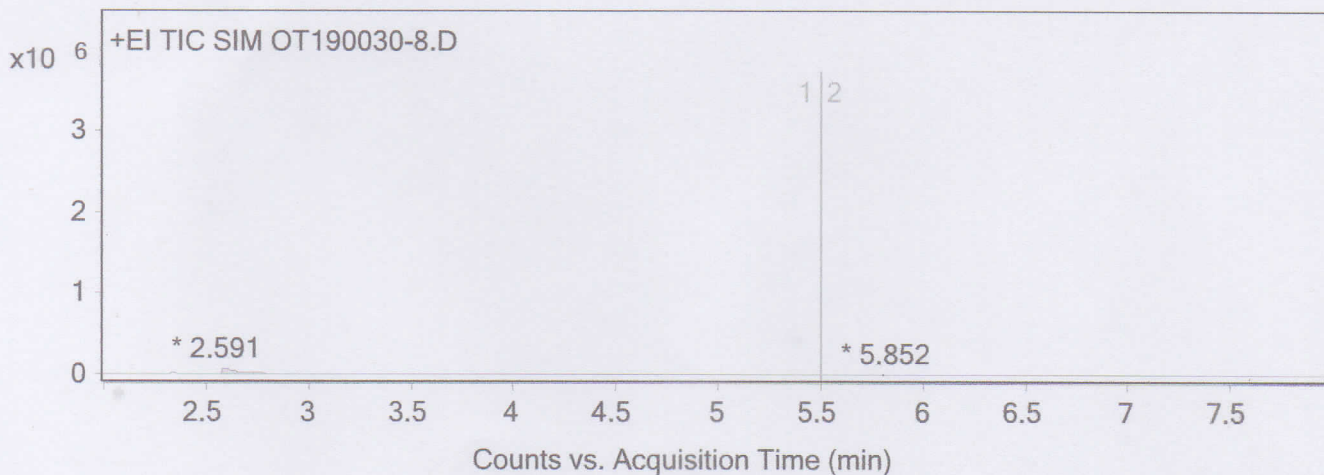 +EI TIC SIM OT190030-8.D
x10 6
1 2
3
2
1
* 2.591
* 5.852
0
2.5 3 3.5 4 4.5 5 5.5 6 6.5 7 7.5
Counts vs. Acquisition Time (min)